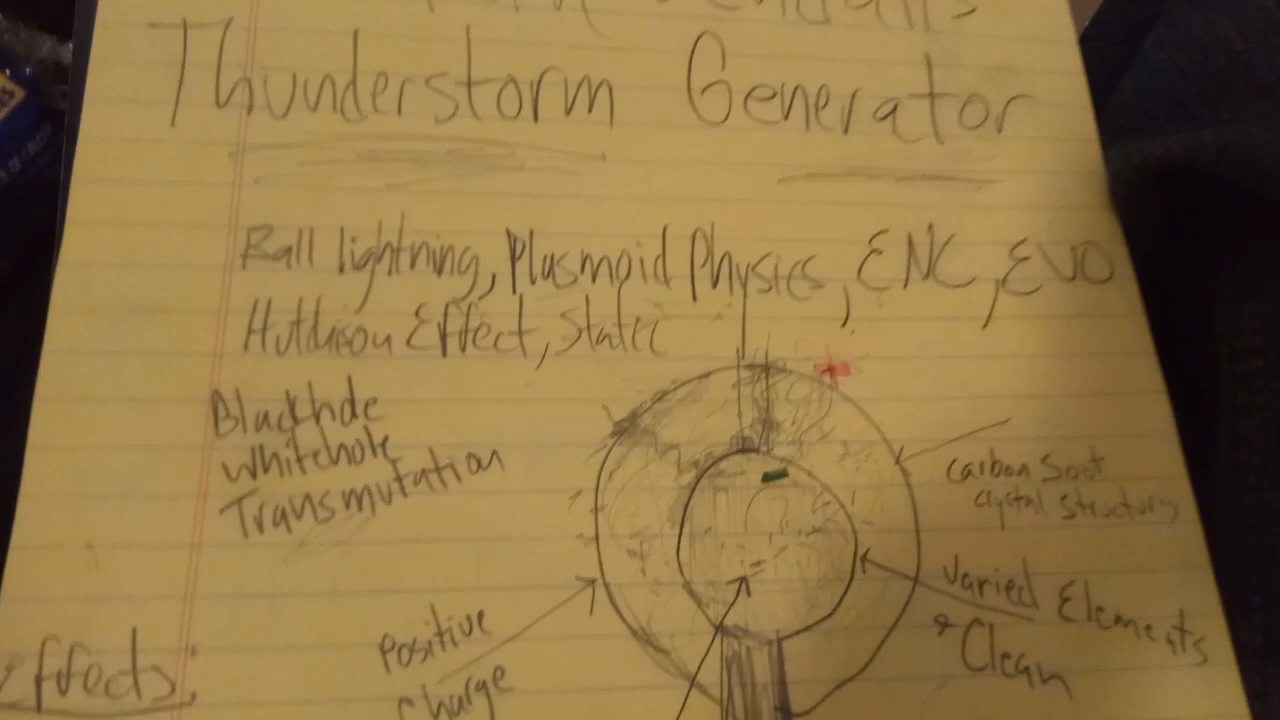 Thunderstorm Generator
Ball lightning, Plasmoid Physics, ENC, EVO
Hutchison Effect, Static
Blackhole
Whitehole
Transmutation
+
-
Carbon Soot
Crystal Structures
Varied Elements
& Clean
Positive
Charge
Effects: